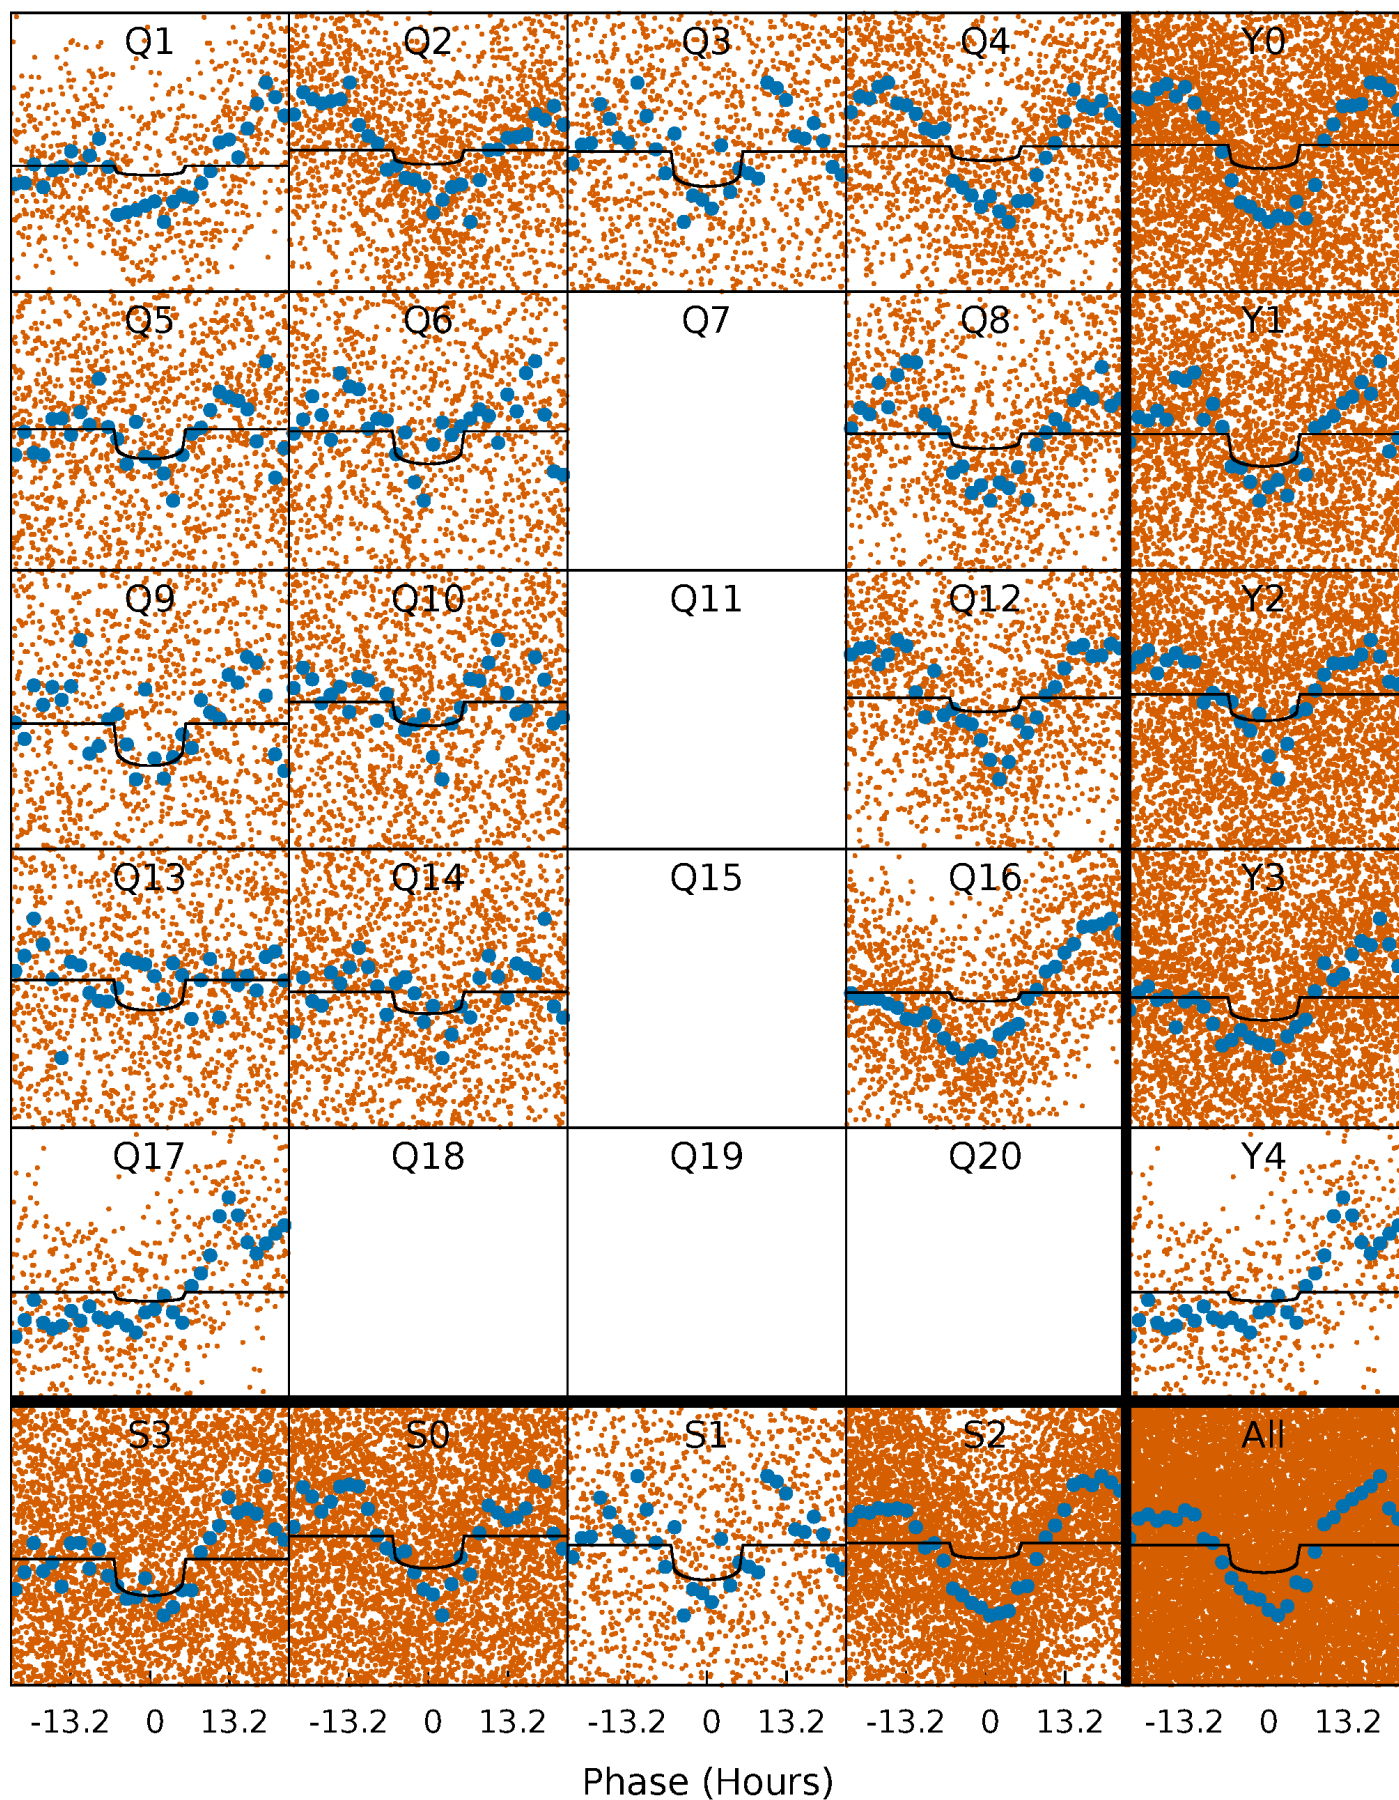 Q1 Q2 Q3 Q4 Y0
Q5 Q6 Q7 Q8 Y1
Q9 Q10 Q11 Q12 Y2
Q13 Q14 Q15 Q16 Y3
Q17 Q18 Q19 Q20 Y4
S3 S0 S1 S2 All
-13.2 0 13.2 -13.2 0 13.2 -13.2 0 13.2 -13.2 0 13.2 -13.2 0 13.2
Phase (Hours)